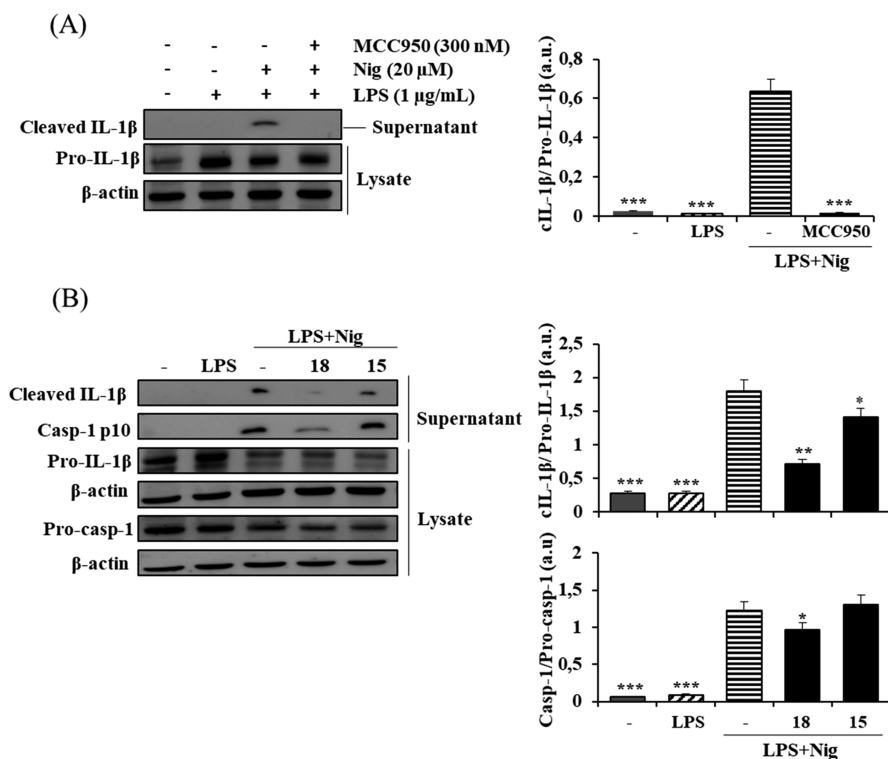 (A)
- - - + MCC950 (300 nM)
- - + + Nig (20 µM)
- + + + LPS (1 µg/mL)
Cleaved IL-1β
Supernatant
Pro-IL-1β
β-actin
Lysate
cIL-1β/Pro-IL-1β (a.u.)
0,8
0,6
0,4
0,2
0
*** *** ***
- LPS - MCC950
LPS+Nig
(B)
LPS+Nig
- LPS - 18 15
Cleaved IL-1β
Casp-1 p10
Supernatant
Pro-IL-1β
β-actin
Pro-casp-1
β-actin
Lysate
cIL-1β/Pro-IL-1β (a.u.)
2,5
2
1,5
1
0,5
0
*** *** ** *
Casp-1/Pro-casp-1 (a.u)
2
1,5
1
0,5
0
*** *** *
- LPS - 18 15
LPS+Nig